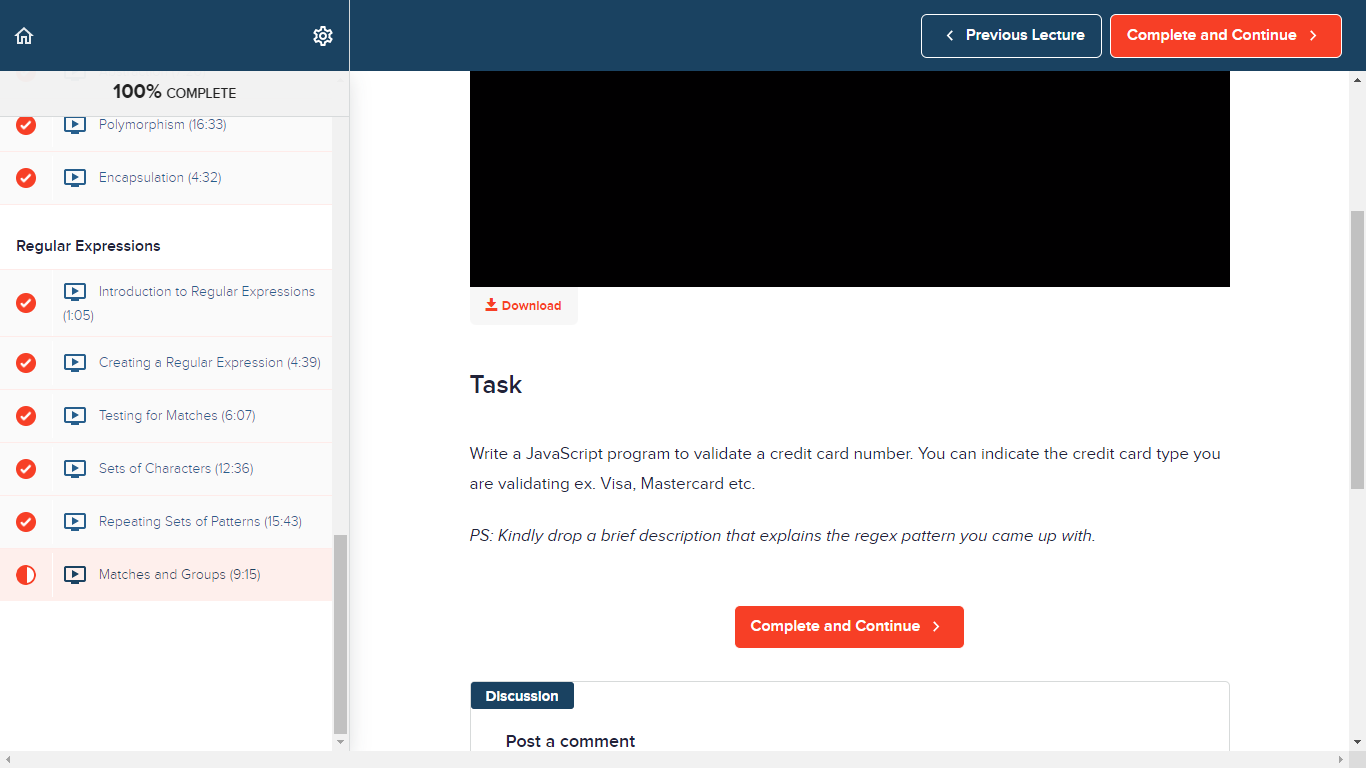 Previous Lecture
Complete and Continue
100% COMPLETE
Polymorphism (16:33)
Encapsulation (4:32)
Regular Expressions
Introduction to Regular Expressions
(1:05)
Creating a Regular Expression (4:39)
Testing for Matches (6:07)
Sets of Characters (12:36)
Repeating Sets of Patterns (15:43)
Matches and Groups (9:15)
Download
Task
Write a JavaScript program to validate a credit card number. You can indicate the credit card type you
are validating ex. Visa, Mastercard etc.
PS: Kindly drop a brief description that explains the regex pattern you came up with.
Complete and Continue
Discussion
Post a comment